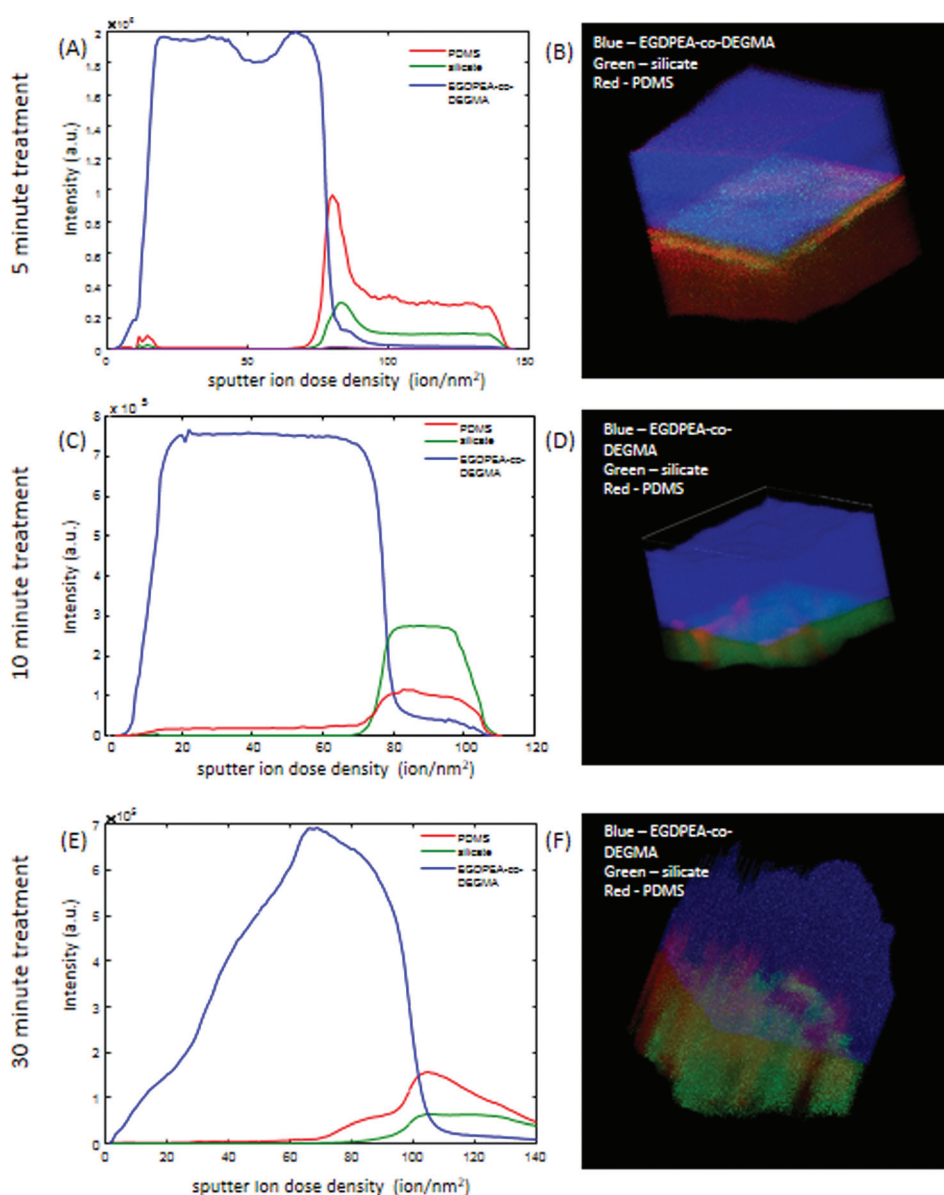 5 minute treatment
(A)
×10⁶
2
1.8
1.6
1.4
1.2
1
0.8
0.6
0.4
0.2
0
Intensity (a.u.)
PDMS
silicate
EGDPEA-co-
DEGMA
0 50 100 150
sputter ion dose density (ion/nm²)
(B)
Blue – EGDPEA-co-DEGMA
Green – silicate
Red - PDMS
10 minute treatment
(C)
x 10 5
8
7
6
5
4
3
2
1
0
Intensity (a.u.)
PDMS
silicate
EGDPEA-co-
DEGMA
0 20 40 60 80 100 120
sputter ion dose density (ion/nm²)
(D)
Blue – EGDPEA-co-
DEGMA
Green – silicate
Red - PDMS
30 minute treatment
(E)
7
6
5
4
3
2
1
0
Intensity (a.u.)
PDMS
silicate
EGDPEA-co-
DEGMA
0 20 40 60 80 100 120 140
sputter Ion dose density (ion/nm²)
(F)
Blue – EGDPEA-co-
DEGMA
Green – silicate
Red - PDMS